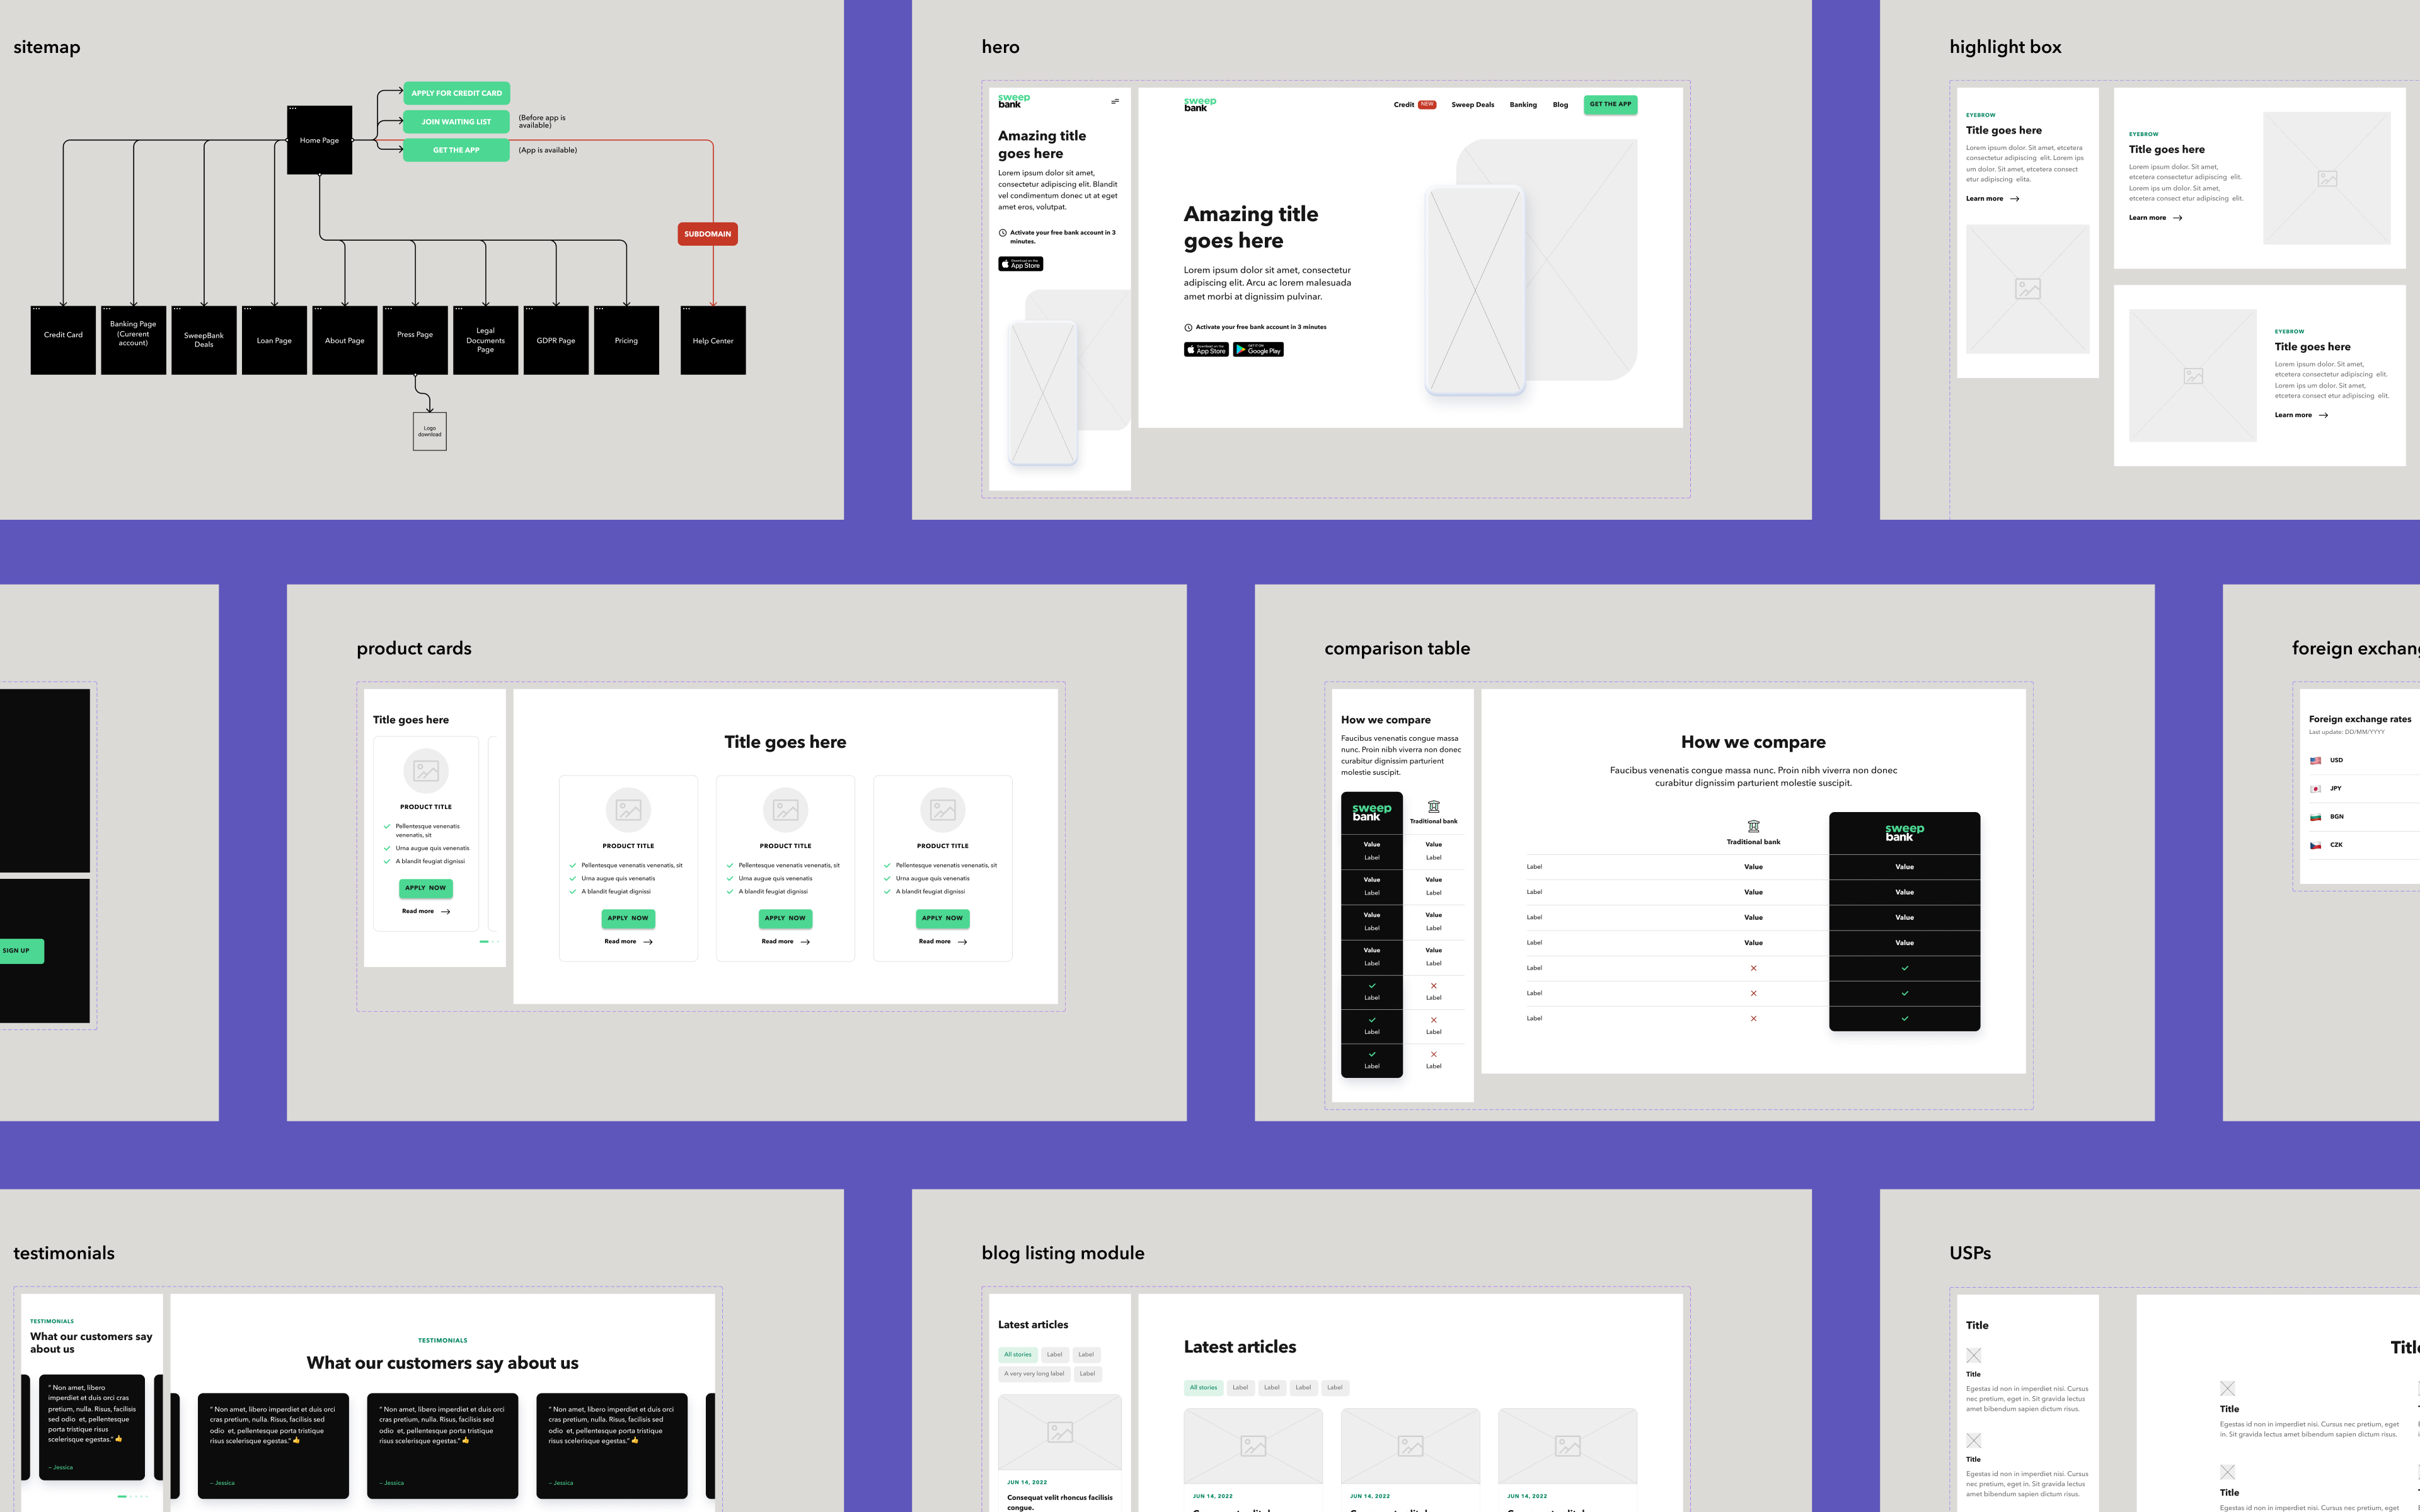 sitemap
APPLY FOR CREDIT CARD
JOIN WAITING LIST
(Before app is
available)
GET THE APP
(App is available)
Home Page
SUBDOMAIN
Credit Card
Banking Page
(Curerent
account)
SweepBank
Deals
Loan Page
About Page
Press Page
Legal
Documents
Page
GDPR Page
Pricing
Help Center
Logo
download
hero
sweep
bank
Amazing title
goes here
Lorem ipsum dolor sit amet,
consectetur adipiscing elit. Blandit
vel condimentum donec ut at eget
amet eros, volutpat.
Activate your free bank account in 3
minutes.
Download on the
App Store
sweep
bank
Credit NEW Sweep Deals Banking Blog GET THE APP
Amazing title
goes here
Lorem ipsum dolor sit amet, consectetur
adipiscing elit. Arcu ac lorem malesuada
amet morbi at dignissim pulvinar.
Activate your free bank account in 3 minutes
Download on the
App Store
GET IT ON
Google Play
highlight box
EYEBROW
Title goes here
Lorem ipsum dolor. Sit amet, etcetera
consectetur adipiscing elit. Lorem ips
um dolor. Sit amet, etcetera consect
etur adipiscing elita.
Learn more
EYEBROW
Title goes here
Lorem ipsum dolor. Sit amet,
etcetera consectetur adipiscing elit.
Lorem ips um dolor. Sit amet,
etcetera consect etur adipiscing elit.
Learn more
EYEBROW
Title goes here
Lorem ipsum dolor. Sit amet,
etcetera consectetur adipiscing elit.
Lorem ips um dolor. Sit amet,
etcetera consect etur adipiscing elit.
Learn more
SIGN UP
product cards
Title goes here
PRODUCT TITLE
Pellentesque venenatis
venenatis, sit
Urna augue quis venenatis
A blandit feugiat dignissi
APPLY NOW
Read more
Title goes here
PRODUCT TITLE
Pellentesque venenatis venenatis, sit
Urna augue quis venenatis
A blandit feugiat dignissi
APPLY NOW
Read more
PRODUCT TITLE
Pellentesque venenatis venenatis, sit
Urna augue quis venenatis
A blandit feugiat dignissi
APPLY NOW
Read more
PRODUCT TITLE
Pellentesque venenatis venenatis, sit
Urna augue quis venenatis
A blandit feugiat dignissi
APPLY NOW
Read more
comparison table
How we compare
Faucibus venenatis congue massa
nunc. Proin nibh viverra non donec
curabitur dignissim parturient
molestie suscipit.
sweep
bank
Traditional bank
Value Value
Label Label
Value Value
Label Label
Value Value
Label Label
Value Value
Label Label
Label Label
Label Label
Label Label
How we compare
Faucibus venenatis congue massa nunc. Proin nibh viverra non donec
curabitur dignissim parturient molestie suscipit.
Traditional bank
sweep
bank
Label Value Value
Label Value Value
Label Value Value
Label Value Value
Label
Label
Label
foreign exchan
Foreign exchange rates
Last update: DD/MM/YYYY
USD
JPY
BGN
CZK
testimonials
TESTIMONIALS
What our customers say
about us
" Non amet, libero
imperdiet et duis orci cras
pretium, nulla. Risus, facilisis
sed odio et, pellentesque
porta tristique risus
scelerisque egestas." 👍
– Jessica
TESTIMONIALS
What our customers say about us
" Non amet, libero imperdiet et duis orci
cras pretium, nulla. Risus, facilisis sed
odio et, pellentesque porta tristique
risus scelerisque egestas." 👍
– Jessica
" Non amet, libero imperdiet et duis orci
cras pretium, nulla. Risus, facilisis sed
odio et, pellentesque porta tristique
risus scelerisque egestas." 👍
– Jessica
" Non amet, libero imperdiet et duis orci
cras pretium, nulla. Risus, facilisis sed
odio et, pellentesque porta tristique
risus scelerisque egestas." 👍
– Jessica
blog listing module
Latest articles
All stories Label Label
A very very long label Label
JUN 14, 2022
Consequat velit rhoncus facilisis
congue.
Latest articles
All stories Label Label Label Label
JUN 14, 2022
JUN 14, 2022
JUN 14, 2022
USPs
Title
Title
Egestas id non in imperdiet nisi. Cursus
nec pretium, eget in. Sit gravida lectus
amet bibendum sapien dictum risus.
Title
Egestas id non in imperdiet nisi. Cursus
nec pretium, eget in. Sit gravida lectus
amet bibendum sapien dictum risus.
Title
Egestas id non in imperdiet nisi. Cursus nec pretium, eget
in. Sit gravida lectus amet bibendum sapien dictum risus.
Title
Egestas id non in imperdiet nisi. Cursus nec pretium, eget